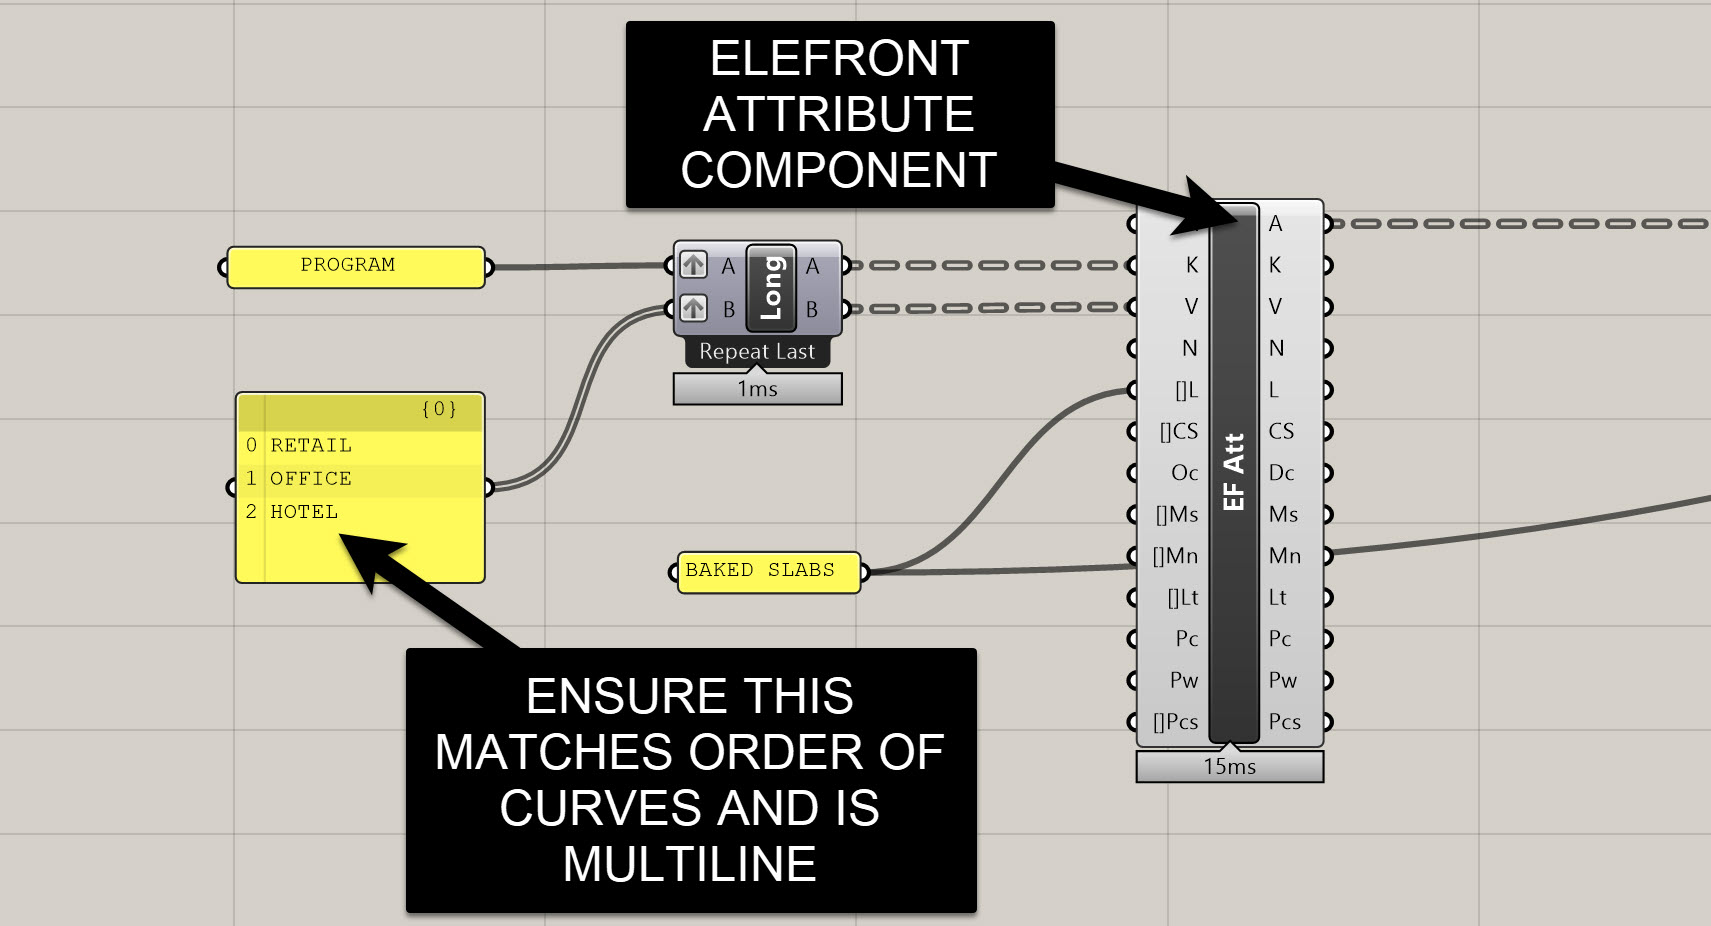 ELEFRONT
ATTRIBUTE
COMPONENT
PROGRAM
A Long A
B B
Repeat Last
1ms
{0}
0 RETAIL
1 OFFICE
2 HOTEL
BAKED SLABS
EF Att
A
K K
V V
N N
[]L L
[]CS CS
Oc Dc
[]Ms Ms
[]Mn Mn
[]Lt Lt
Pc Pc
Pw Pw
[]Pcs Pcs
15ms
ENSURE THIS
MATCHES ORDER OF
CURVES AND IS
MULTILINE